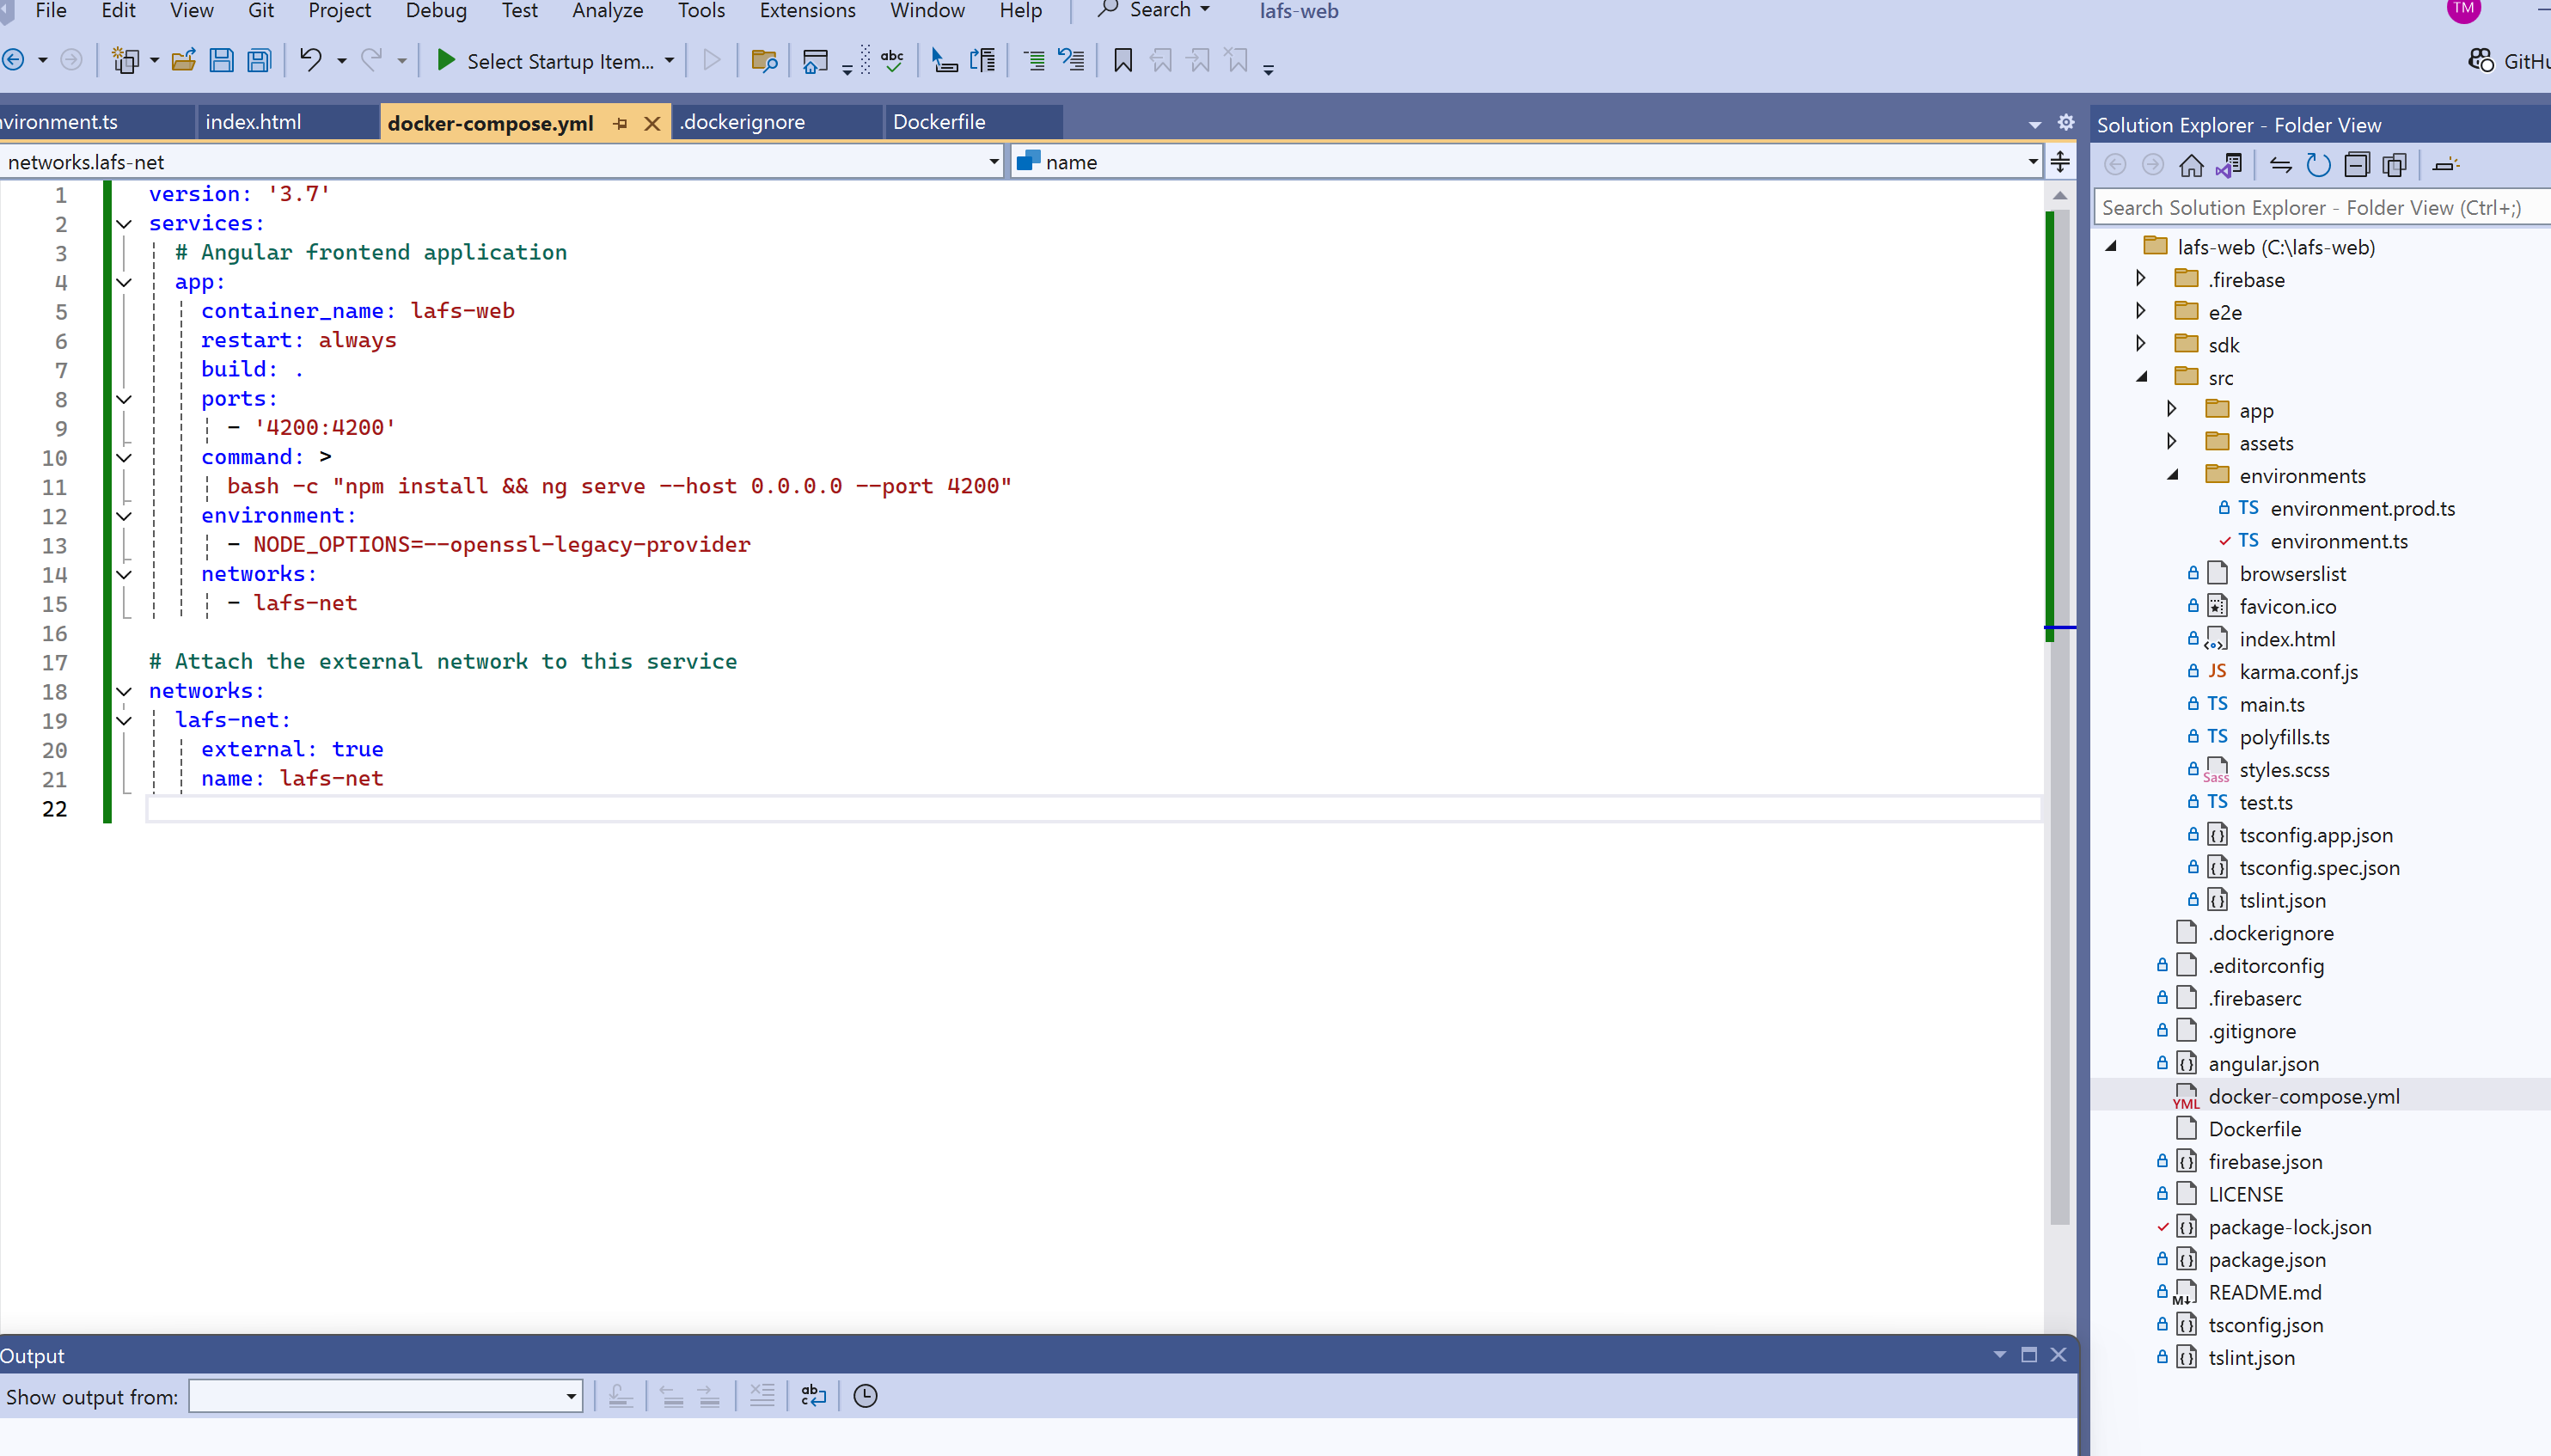 File Edit View Git Project Debug Test Analyze Tools Extensions Window Help Search lafs-web TM
Select Startup Item... abc
vironment.ts index.html docker-compose.yml .dockerignore Dockerfile
networks.lafs-net name
1 version: '3.7'
2 services:
3 # Angular frontend application
4 app:
5 container_name: lafs-web
6 restart: always
7 build: .
8 ports:
9 - '4200:4200'
10 command: >
11 bash -c "npm install && ng serve --host 0.0.0.0 --port 4200"
12 environment:
13 - NODE_OPTIONS=--openssl-legacy-provider
14 networks:
15 - lafs-net
16
17 # Attach the external network to this service
18 networks:
19 lafs-net:
20 external: true
21 name: lafs-net
22
Output
Show output from:
Solution Explorer - Folder View
Search Solution Explorer - Folder View (Ctrl+;)
lafs-web (C:\lafs-web)
.firebase
e2e
sdk
src
app
assets
environments
TS environment.prod.ts
TS environment.ts
browserslist
favicon.ico
index.html
JS karma.conf.js
TS main.ts
TS polyfills.ts
Sass styles.scss
TS test.ts
tsconfig.app.json
tsconfig.spec.json
tslint.json
.dockerignore
.editorconfig
.firebaserc
.gitignore
angular.json
YML docker-compose.yml
Dockerfile
firebase.json
LICENSE
package-lock.json
package.json
README.md
tsconfig.json
tslint.json